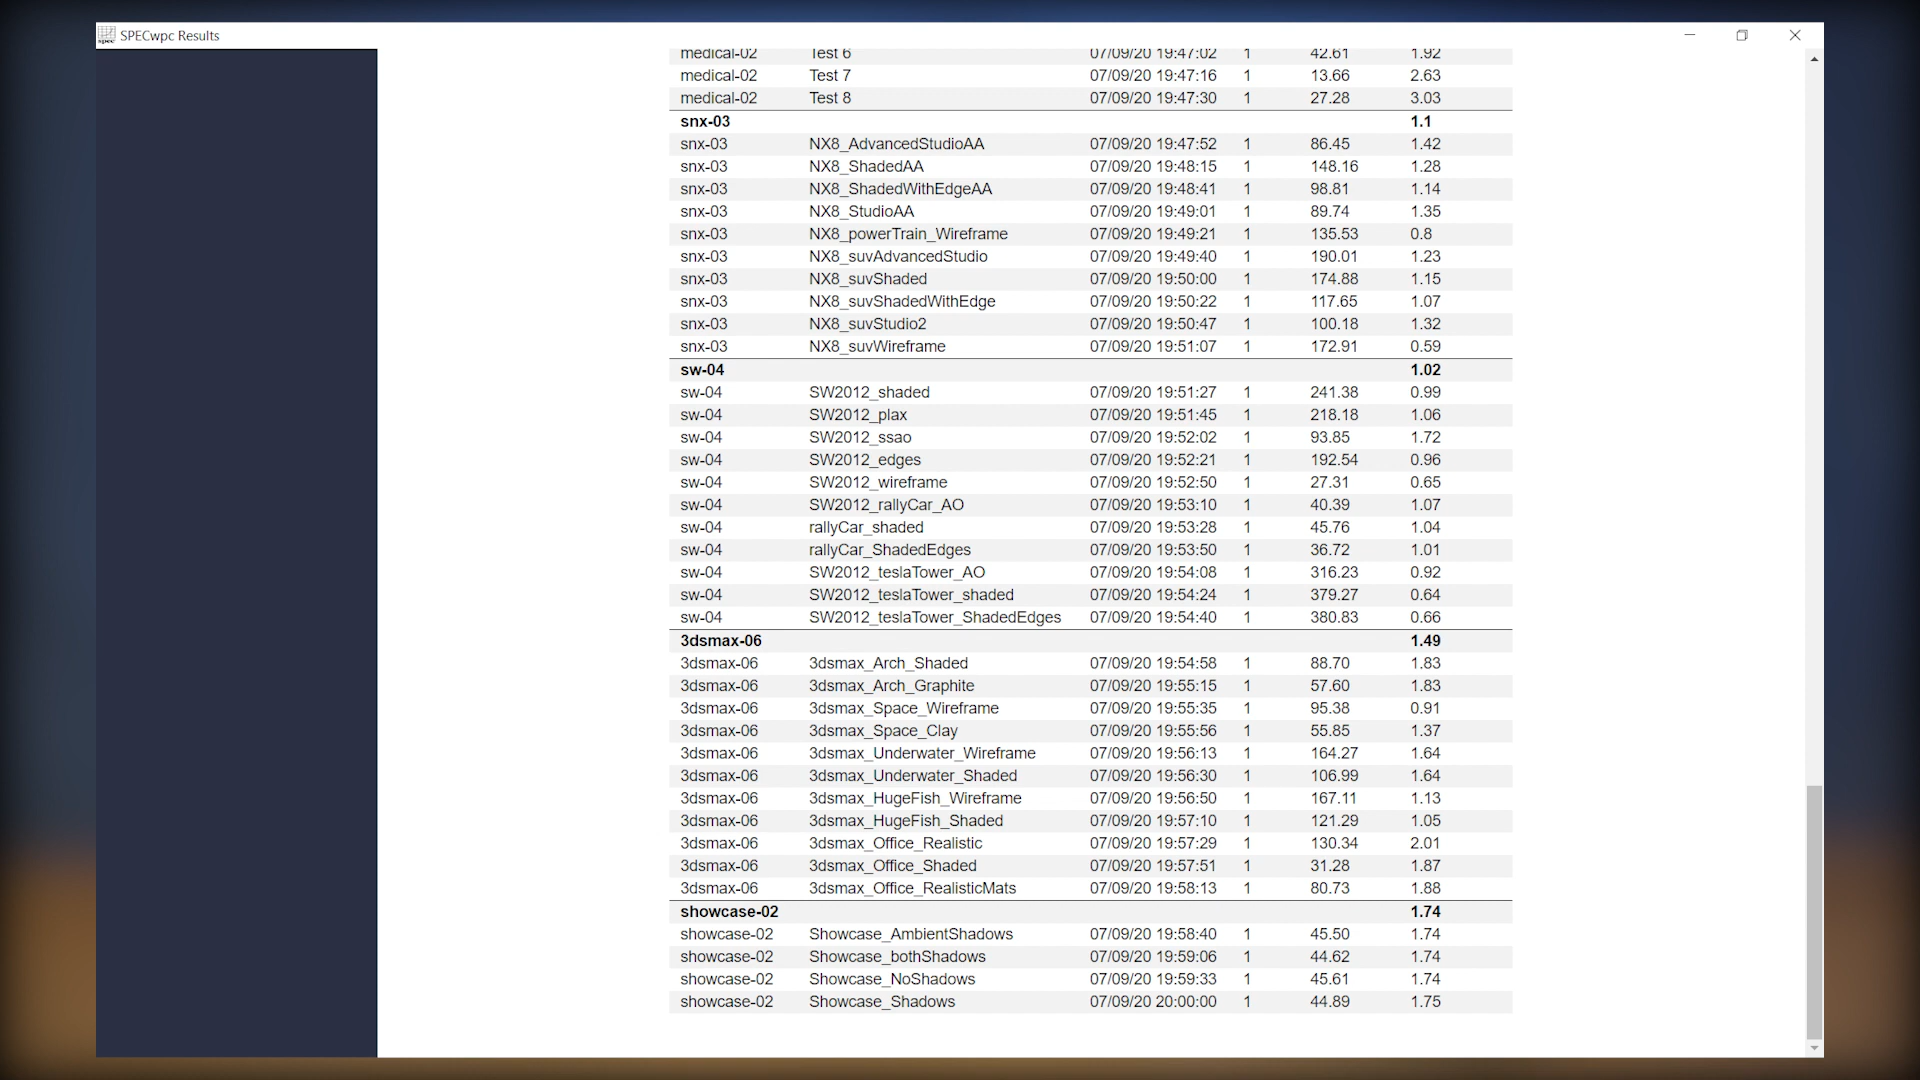 SPECwpc Results
medical-02 Test 6 07/09/20 19:47:02 1 42.61 1.92
medical-02 Test 7 07/09/20 19:47:16 1 13.66 2.63
medical-02 Test 8 07/09/20 19:47:30 1 27.28 3.03
snx-03 1.1
snx-03 NX8_AdvancedStudioAA 07/09/20 19:47:52 1 86.45 1.42
snx-03 NX8_ShadedAA 07/09/20 19:48:15 1 148.16 1.28
snx-03 NX8_ShadedWithEdgeAA 07/09/20 19:48:41 1 98.81 1.14
snx-03 NX8_StudioAA 07/09/20 19:49:01 1 89.74 1.35
snx-03 NX8_powerTrain_Wireframe 07/09/20 19:49:21 1 135.53 0.8
snx-03 NX8_suvAdvancedStudio 07/09/20 19:49:40 1 190.01 1.23
snx-03 NX8_suvShaded 07/09/20 19:50:00 1 174.88 1.15
snx-03 NX8_suvShadedWithEdge 07/09/20 19:50:22 1 117.65 1.07
snx-03 NX8_suvStudio2 07/09/20 19:50:47 1 100.18 1.32
snx-03 NX8_suvWireframe 07/09/20 19:51:07 1 172.91 0.59
sw-04 1.02
sw-04 SW2012_shaded 07/09/20 19:51:27 1 241.38 0.99
sw-04 SW2012_plax 07/09/20 19:51:45 1 218.18 1.06
sw-04 SW2012_ssao 07/09/20 19:52:02 1 93.85 1.72
sw-04 SW2012_edges 07/09/20 19:52:21 1 192.54 0.96
sw-04 SW2012_wireframe 07/09/20 19:52:50 1 27.31 0.65
sw-04 SW2012_rallyCar_AO 07/09/20 19:53:10 1 40.39 1.07
sw-04 rallyCar_shaded 07/09/20 19:53:28 1 45.76 1.04
sw-04 rallyCar_ShadedEdges 07/09/20 19:53:50 1 36.72 1.01
sw-04 SW2012_teslaTower_AO 07/09/20 19:54:08 1 316.23 0.92
sw-04 SW2012_teslaTower_shaded 07/09/20 19:54:24 1 379.27 0.64
sw-04 SW2012_teslaTower_ShadedEdges 07/09/20 19:54:40 1 380.83 0.66
3dsmax-06 1.49
3dsmax-06 3dsmax_Arch_Shaded 07/09/20 19:54:58 1 88.70 1.83
3dsmax-06 3dsmax_Arch_Graphite 07/09/20 19:55:15 1 57.60 1.83
3dsmax-06 3dsmax_Space_Wireframe 07/09/20 19:55:35 1 95.38 0.91
3dsmax-06 3dsmax_Space_Clay 07/09/20 19:55:56 1 55.85 1.37
3dsmax-06 3dsmax_Underwater_Wireframe 07/09/20 19:56:13 1 164.27 1.64
3dsmax-06 3dsmax_Underwater_Shaded 07/09/20 19:56:30 1 106.99 1.64
3dsmax-06 3dsmax_HugeFish_Wireframe 07/09/20 19:56:50 1 167.11 1.13
3dsmax-06 3dsmax_HugeFish_Shaded 07/09/20 19:57:10 1 121.29 1.05
3dsmax-06 3dsmax_Office_Realistic 07/09/20 19:57:29 1 130.34 2.01
3dsmax-06 3dsmax_Office_Shaded 07/09/20 19:57:51 1 31.28 1.87
3dsmax-06 3dsmax_Office_RealisticMats 07/09/20 19:58:13 1 80.73 1.88
showcase-02 1.74
showcase-02 Showcase_AmbientShadows 07/09/20 19:58:40 1 45.50 1.74
showcase-02 Showcase_bothShadows 07/09/20 19:59:06 1 44.62 1.74
showcase-02 Showcase_NoShadows 07/09/20 19:59:33 1 45.61 1.74
showcase-02 Showcase_Shadows 07/09/20 20:00:00 1 44.89 1.75